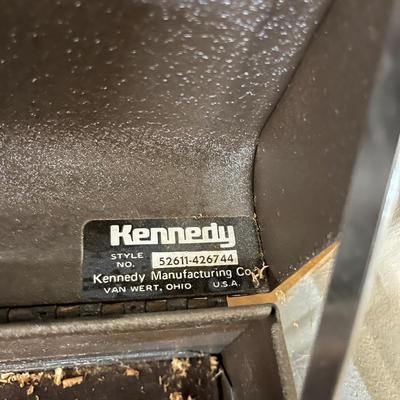 Kennedy
STYLE NO. 52611-426744
Kennedy Manufacturing Co.
VAN WERT, OHIO U.S.A.